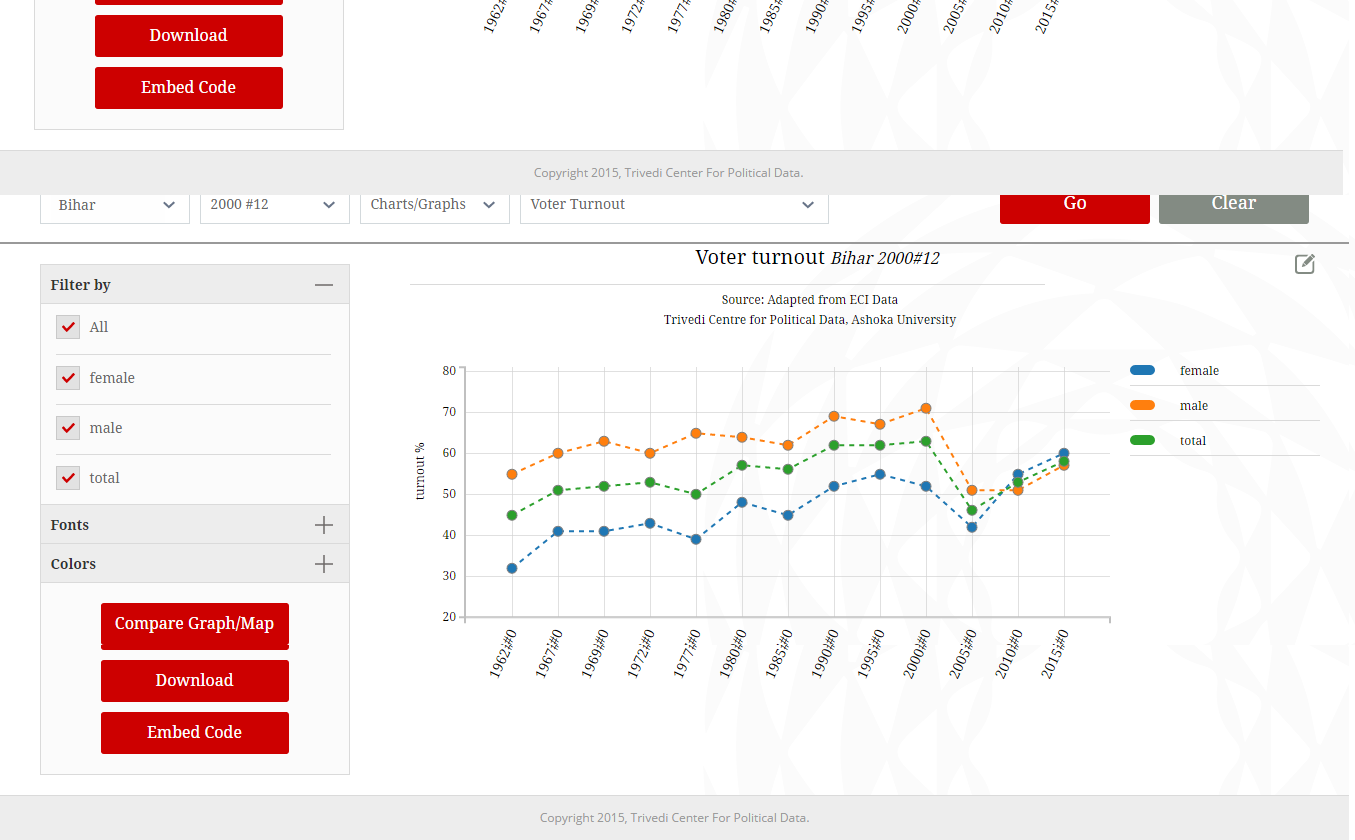 1962#
1967#
1969#
1972#
1977#
1980#
1985#
1990#
1995#
2000#
2005#
2010#
2015#
Download
Embed Code
Copyright 2015, Trivedi Center For Political Data.
Bihar
2000 #12
Charts/Graphs
Voter Turnout
Go
Clear
Voter turnout Bihar 2000#12
Source: Adapted from ECI Data
Trivedi Centre for Political Data, Ashoka University
Filter by
All
female
male
total
Fonts
Colors
Compare Graph/Map
Download
Embed Code
turnout %
80
70
60
50
40
30
20
female
male
total
1962#0
1967#0
1969#0
1972#0
1977#0
1980#0
1985#0
1990#0
1995#0
2000#0
2005#0
2010#0
2015#0
Copyright 2015, Trivedi Center For Political Data.